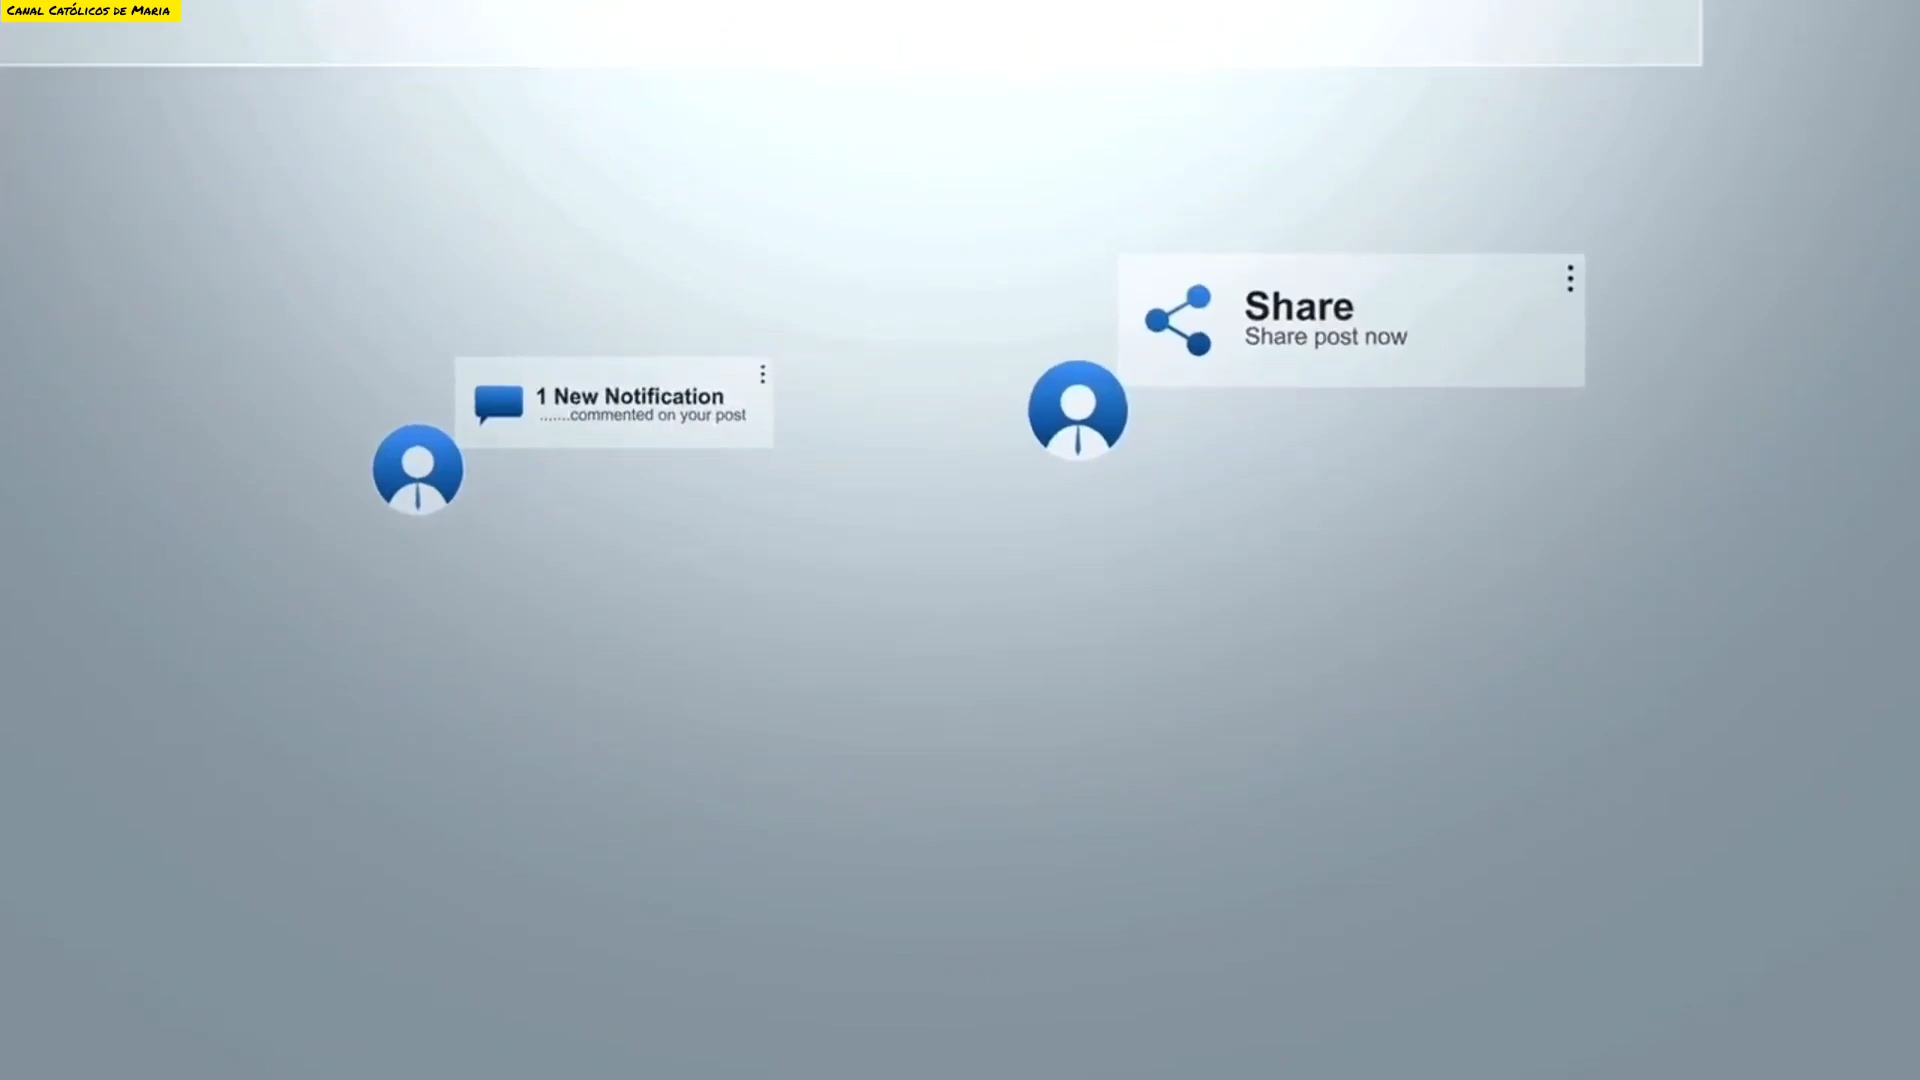 Canal Católicos de Maria
Share
Share post now
1 New Notification
.......commented on your post